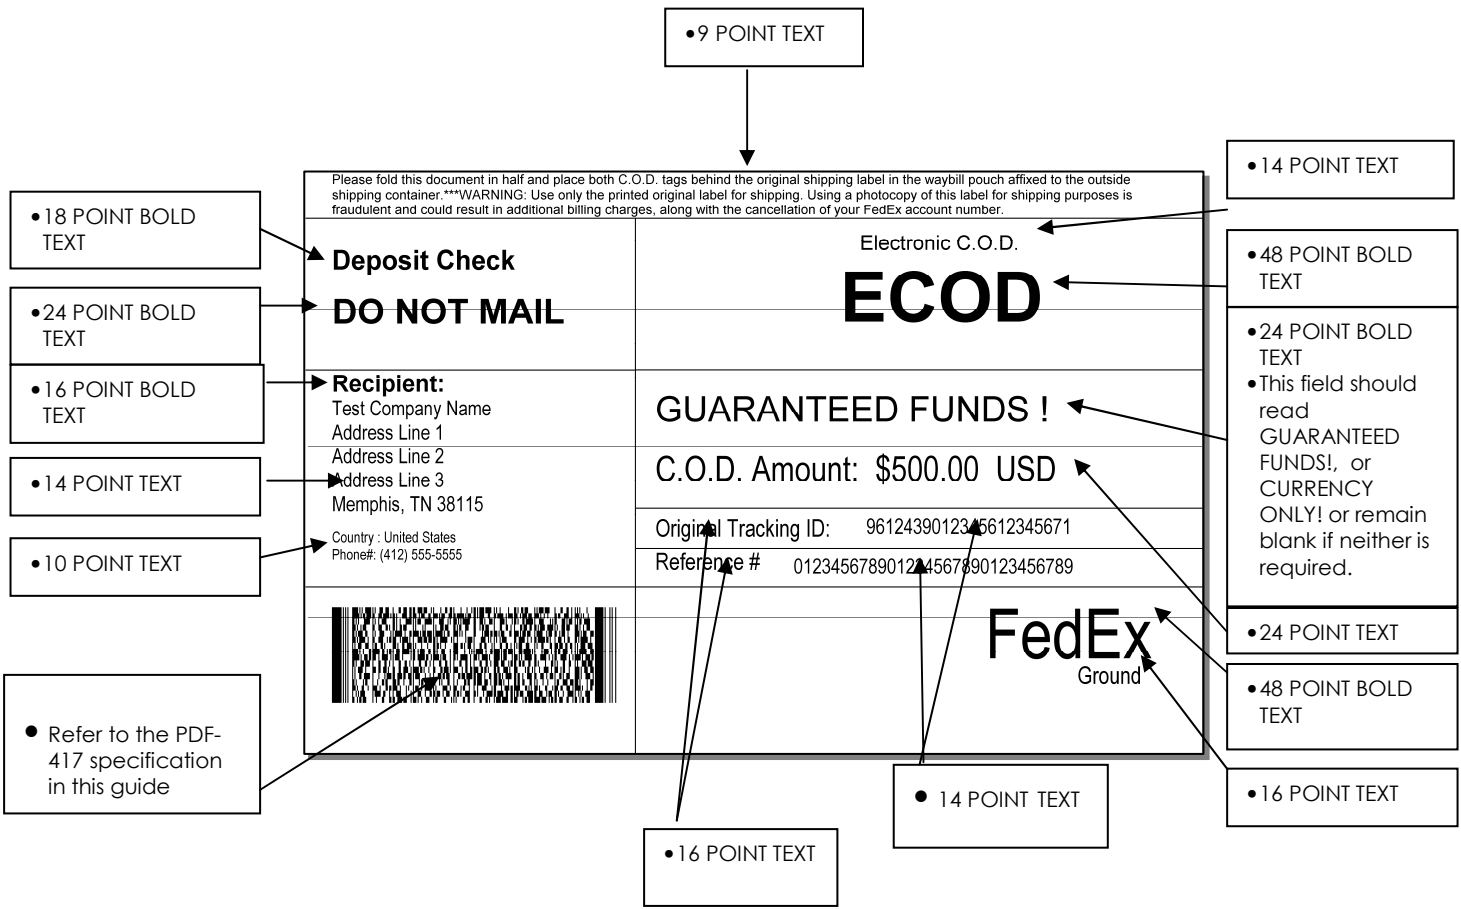 •9 POINT TEXT
•14 POINT TEXT
Please fold this document in half and place both C.O.D. tags behind the original shipping label in the waybill pouch affixed to the outside
shipping container.***WARNING: Use only the printed original label for shipping. Using a photocopy of this label for shipping purposes is
fraudulent and could result in additional billing charges, along with the cancellation of your FedEx account number.
•18 POINT BOLD
TEXT
•24 POINT BOLD
TEXT
•16 POINT BOLD
TEXT
•14 POINT TEXT
•10 POINT TEXT
• Refer to the PDF-
417 specification
in this guide
Deposit Check
DO NOT MAIL
Recipient:
Test Company Name
Address Line 1
Address Line 2
Address Line 3
Memphis, TN 38115
Country : United States
Phone#: (412) 555-5555
Electronic C.O.D.
ECOD
GUARANTEED FUNDS !
C.O.D. Amount: $500.00 USD
Original Tracking ID: 9612439012345612345671
Reference # 012345678901234567890123456789
FedEx
Ground
•48 POINT BOLD
TEXT
•24 POINT BOLD
TEXT
•This field should
read
GUARANTEED
FUNDS!, or
CURRENCY
ONLY! or remain
blank if neither is
required.
•24 POINT TEXT
•48 POINT BOLD
TEXT
•16 POINT TEXT
• 14 POINT TEXT
•16 POINT TEXT